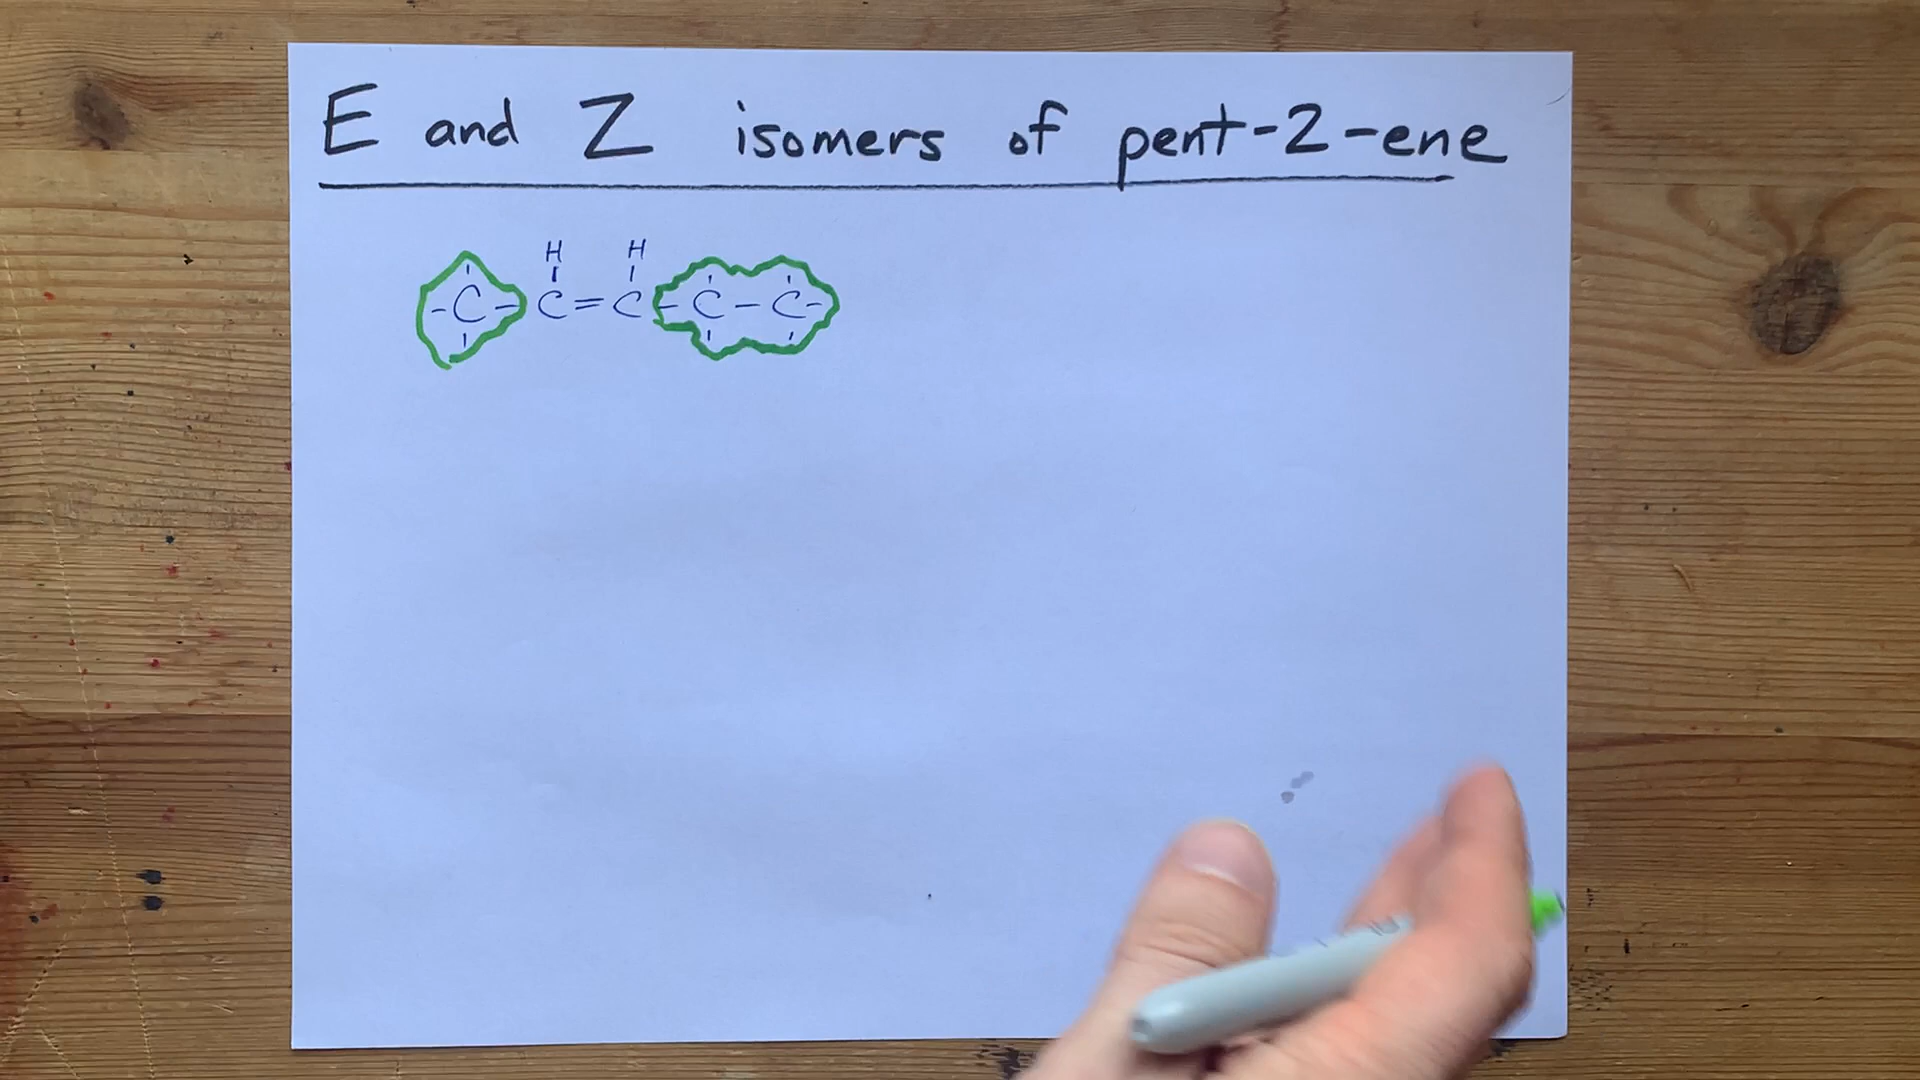 E and Z isomers of pent-2-ene
H H
-C-C=C-C-C-